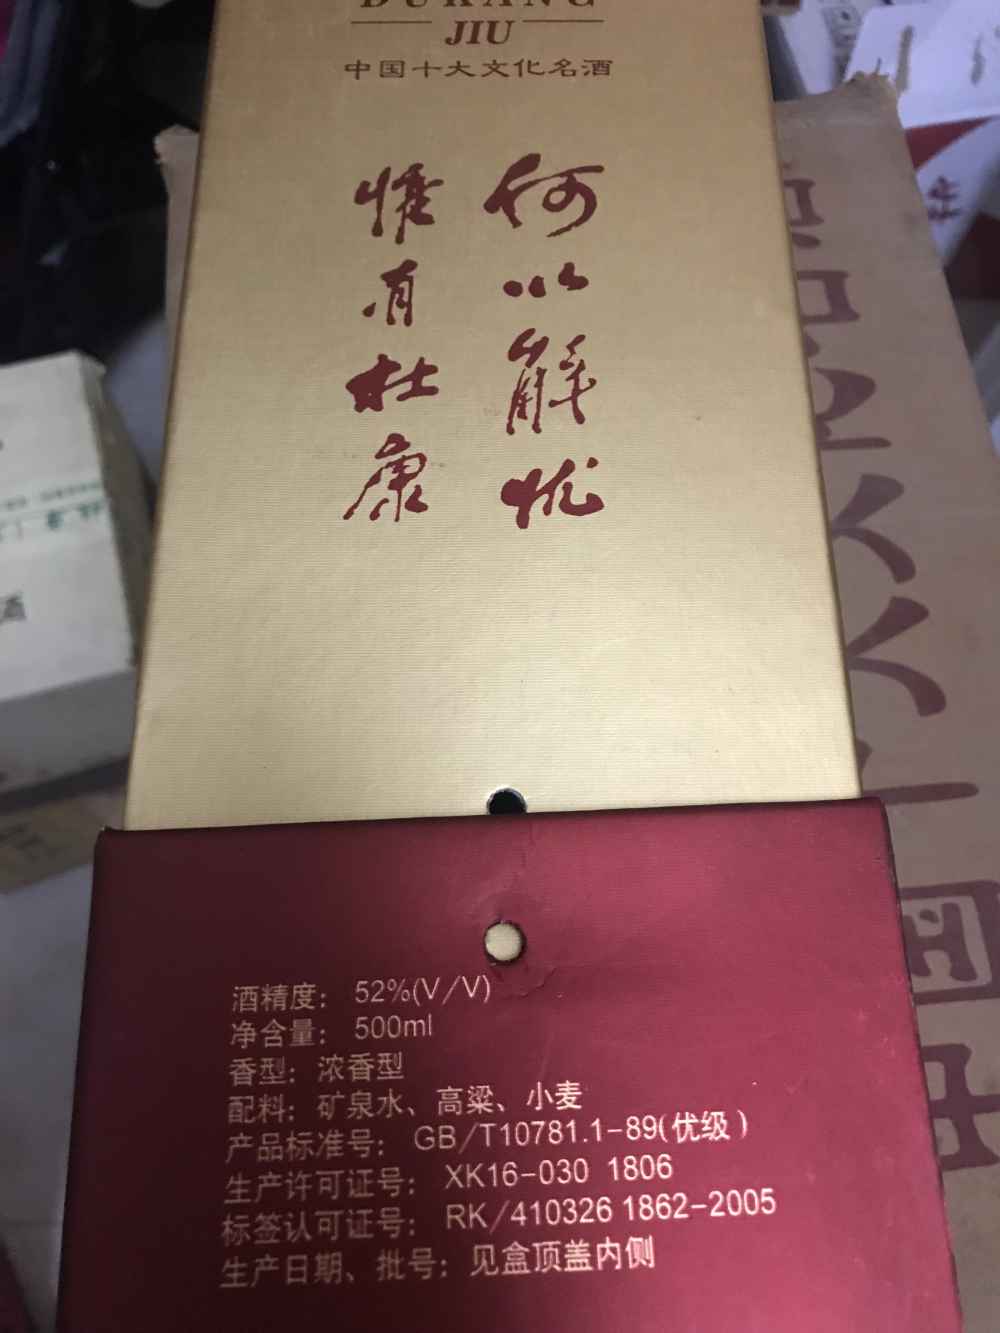 DUKANG
JIU
中国十大文化名酒
何以解忧
惟有杜康
酒精度：52%(V/V)
净含量：500ml
香型：浓香型
配料：矿泉水、高粱、小麦
产品标准号：GB/T10781.1-89(优级)
生产许可证号：XK16-030 1806
标签认可证号：RK/410326 1862-2005
生产日期、批号：见盒顶盖内侧
酒